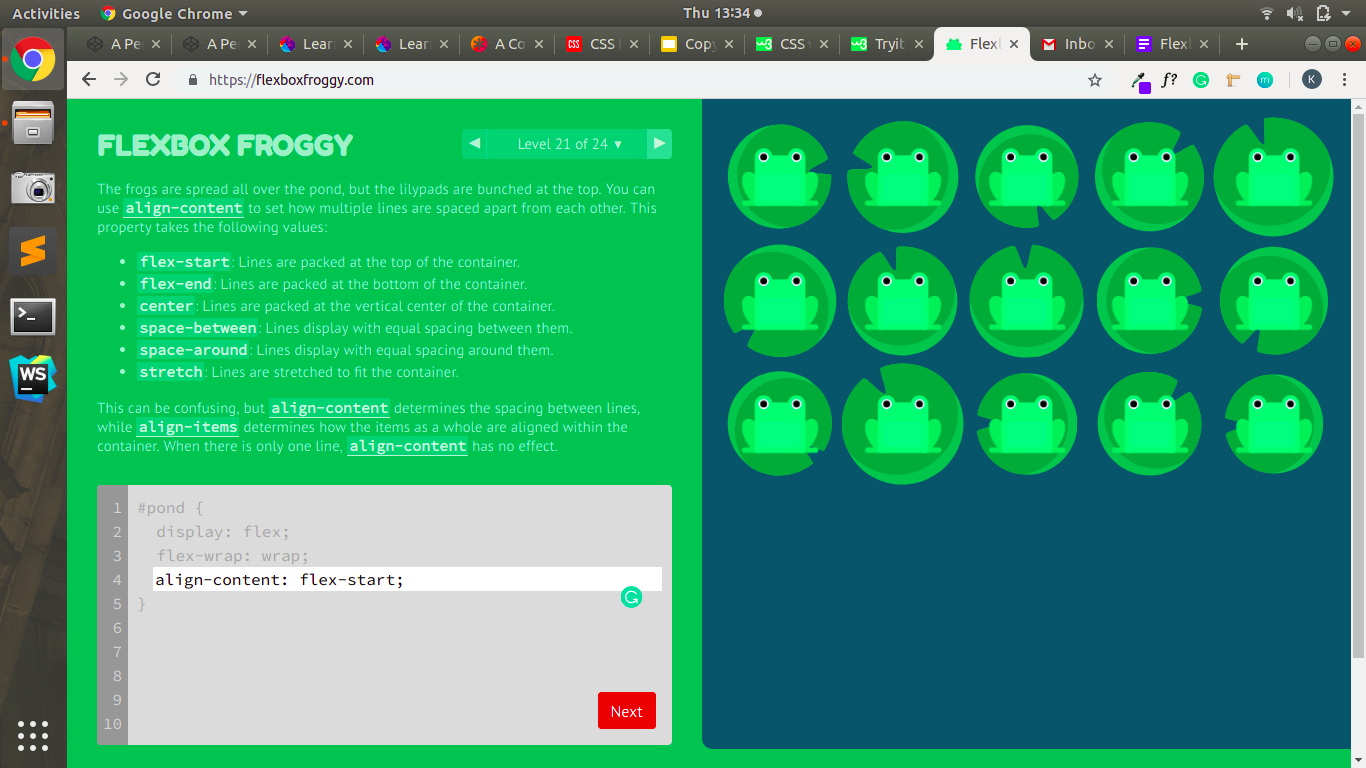 Activities
Google Chrome
Thu 13:34
A Pe
A Pe
Lear
Lear
A Co
CSS
Copy
CSS
Tryit
Flexl
Inbo
Flexl
https://flexboxfroggy.com
f?
K
FLEXBOX FROGGY
Level 21 of 24
The frogs are spread all over the pond, but the lilypads are bunched at the top. You can
use align-content to set how multiple lines are spaced apart from each other. This
property takes the following values:
flex-start: Lines are packed at the top of the container.
flex-end: Lines are packed at the bottom of the container.
center: Lines are packed at the vertical center of the container.
space-between: Lines display with equal spacing between them.
space-around: Lines display with equal spacing around them.
stretch: Lines are stretched to fit the container.
This can be confusing, but align-content determines the spacing between lines,
while align-items determines how the items as a whole are aligned within the
container. When there is only one line, align-content has no effect.
1 #pond {
2 display: flex;
3 flex-wrap: wrap;
4 align-content: flex-start;
5 }
6
7
8
9
10
Next
WS